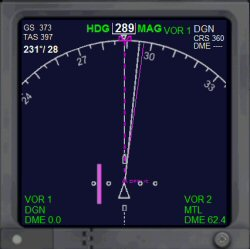 GS 373 HDG 289 MAG VOR 1 DGN
TAS 397 CRS 360
231°/ 28 DME ----
24 27 30 33
VOR 1 VOR 2
DGN MTL
DME 0.0 DME 62.4